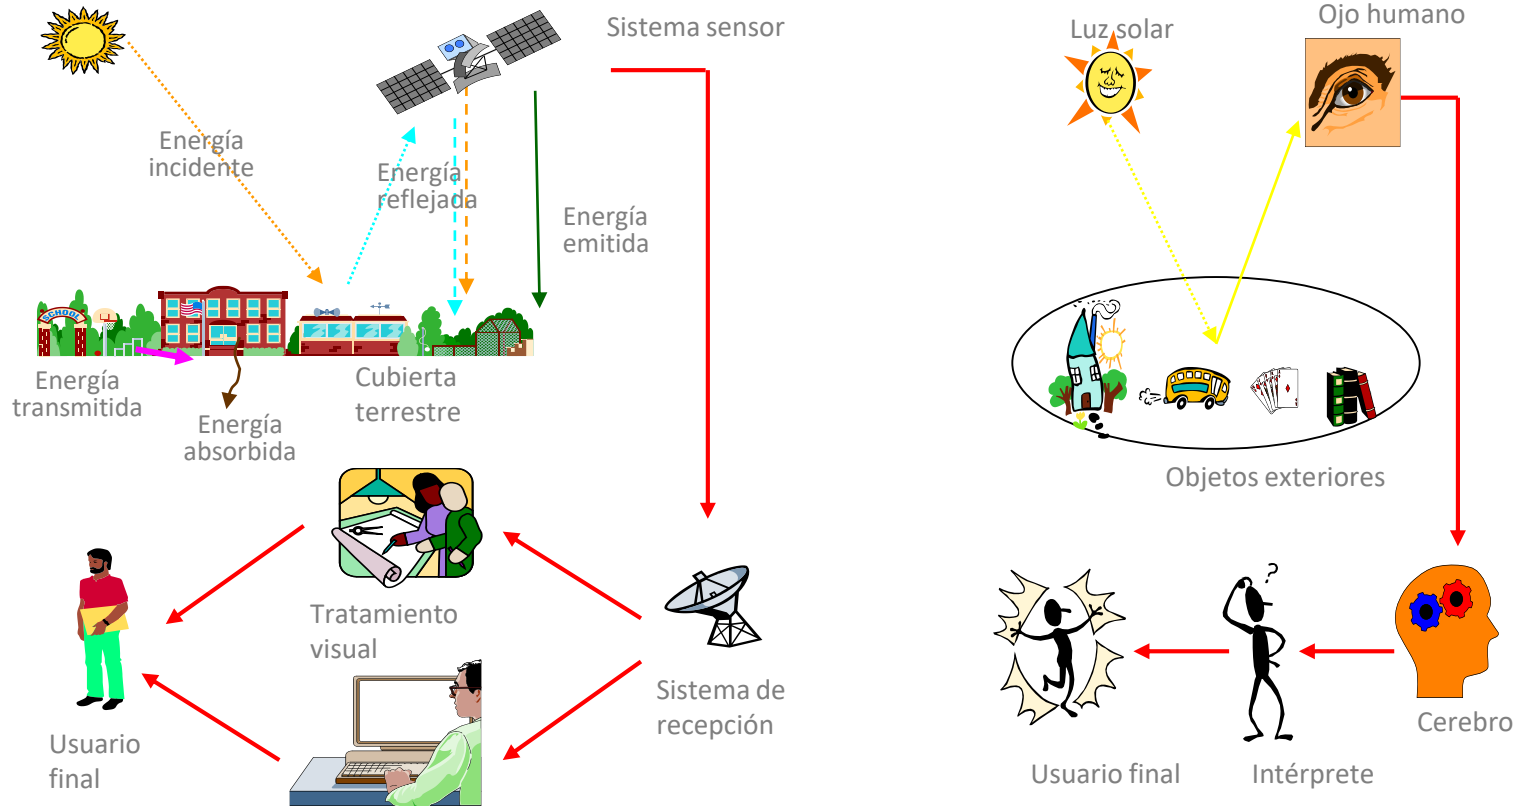 Sistema sensor
Energía
incidente
Energía
reflejada
Energía
emitida
SCHOOL
Energía
transmitida
Energía
absorbida
Cubierta
terrestre
Tratamiento
visual
Sistema de
recepción
Usuario
final
Luz solar
Ojo humano
Objetos exteriores
?
Cerebro
Intérprete
Usuario final